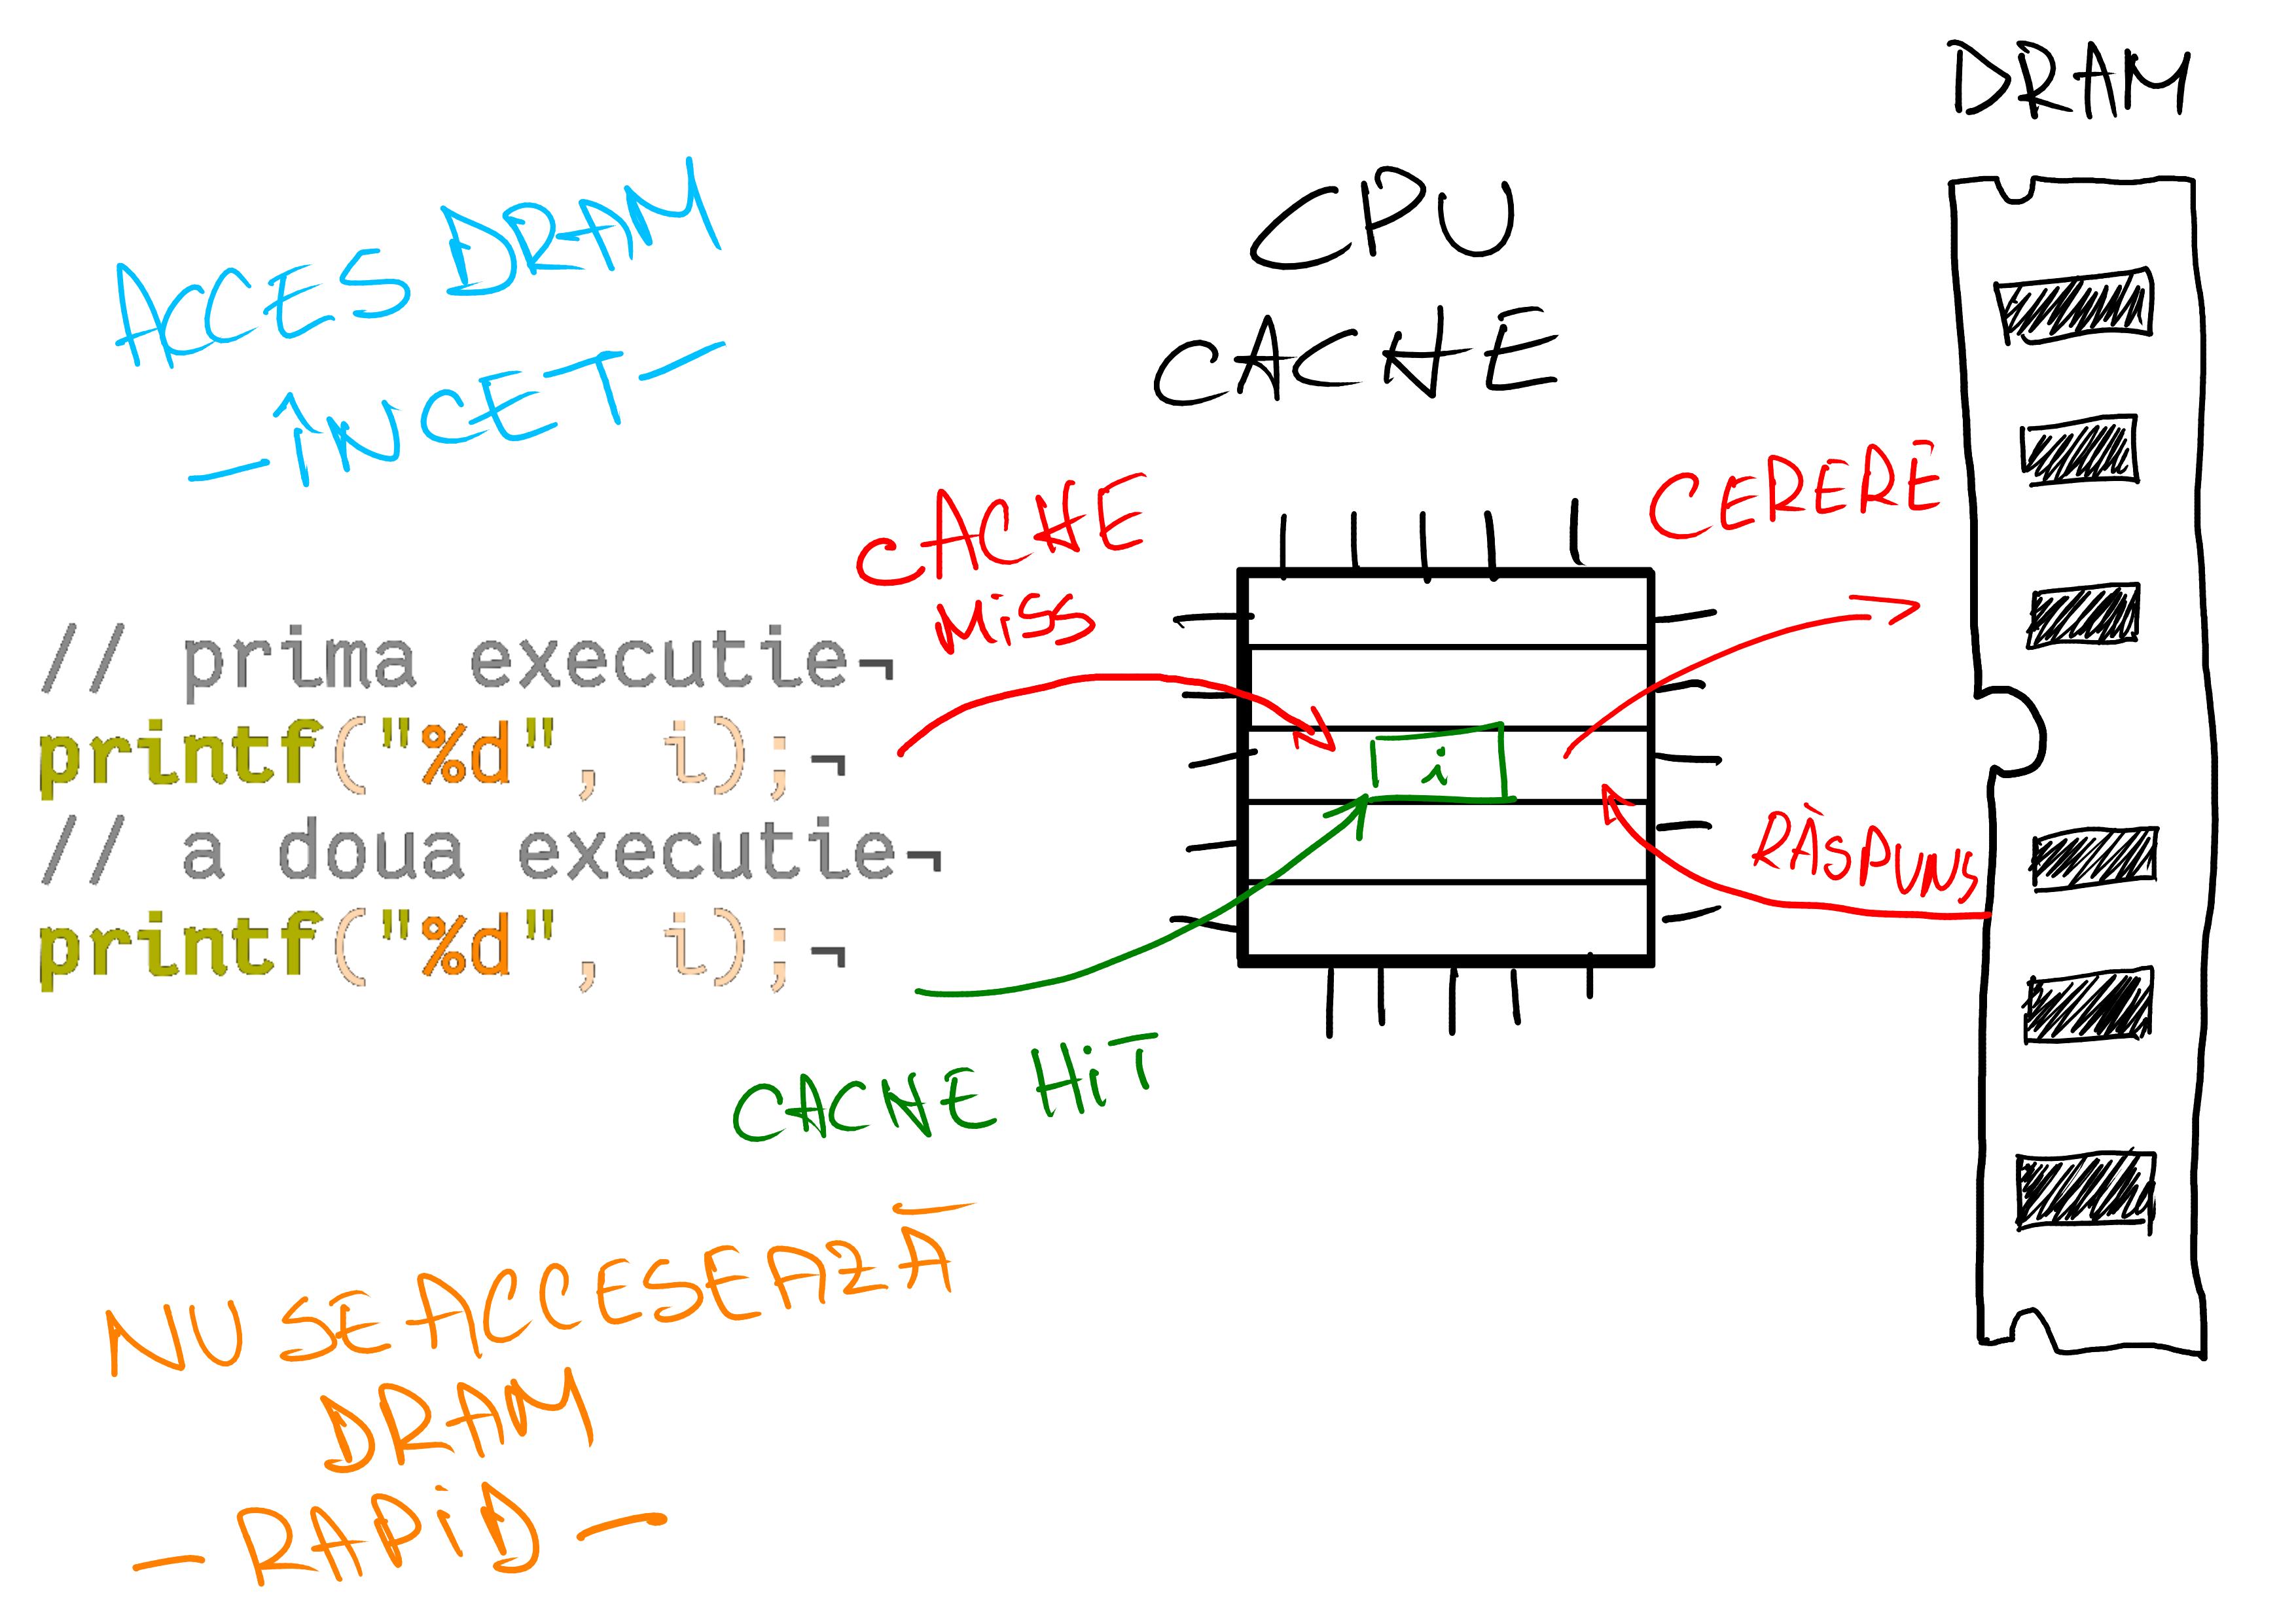 DRAM
CPU
CACHE
ACCES DRAM
- ÎNCET -
CACHE
MiSS
CERERE
// prima executie¬
printf("%d", i);¬
// a doua executie¬
printf("%d", i);¬
i
RĂSPUNS
CACHE HiT
NU SE ACCESEAZĂ
DRAM
- RAPiD -